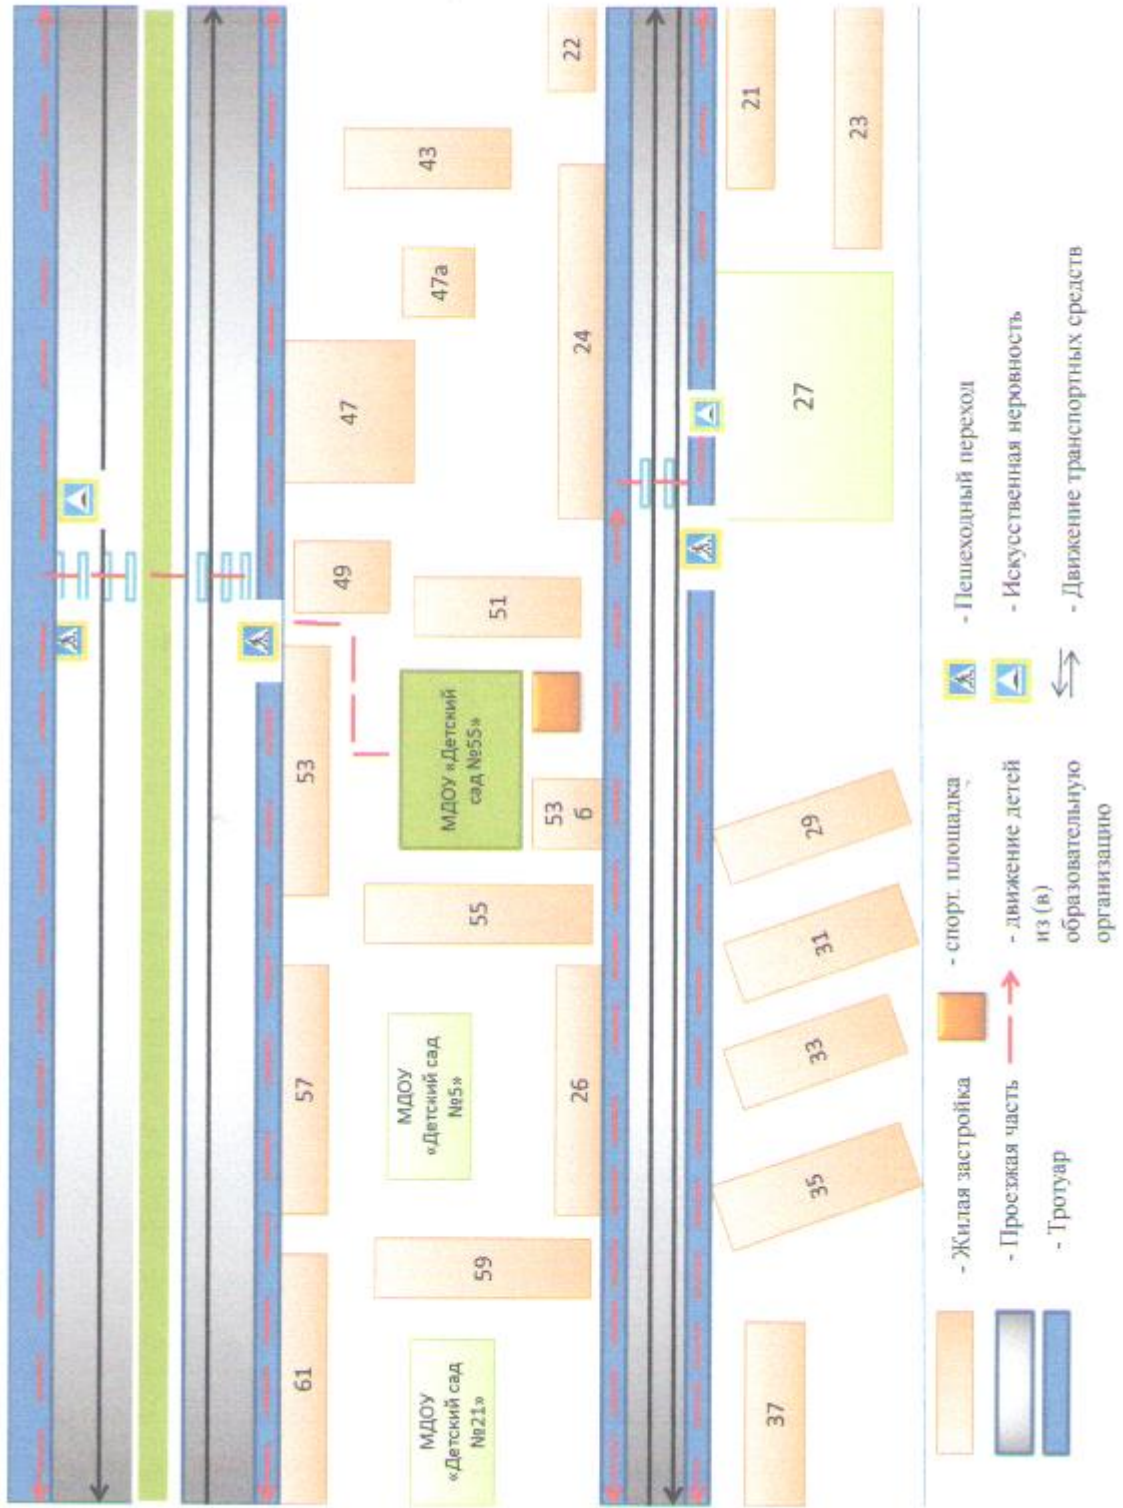 61
57
53
49
47
59
55
51
47а
43
МДОУ
«Детский сад
№21»
МДОУ
«Детский сад
№5»
МДОУ «Детский
сад №55»
26
53
б
24
22
37
35
33
31
29
27
21
23
- Жилая застройка
- спорт. площадка
- Пешеходный переход
- Проезжая часть
- движение детей
из (в)
образовательную
организацию
- Искусственная неровность
- Тротуар
- Движение транспортных средств